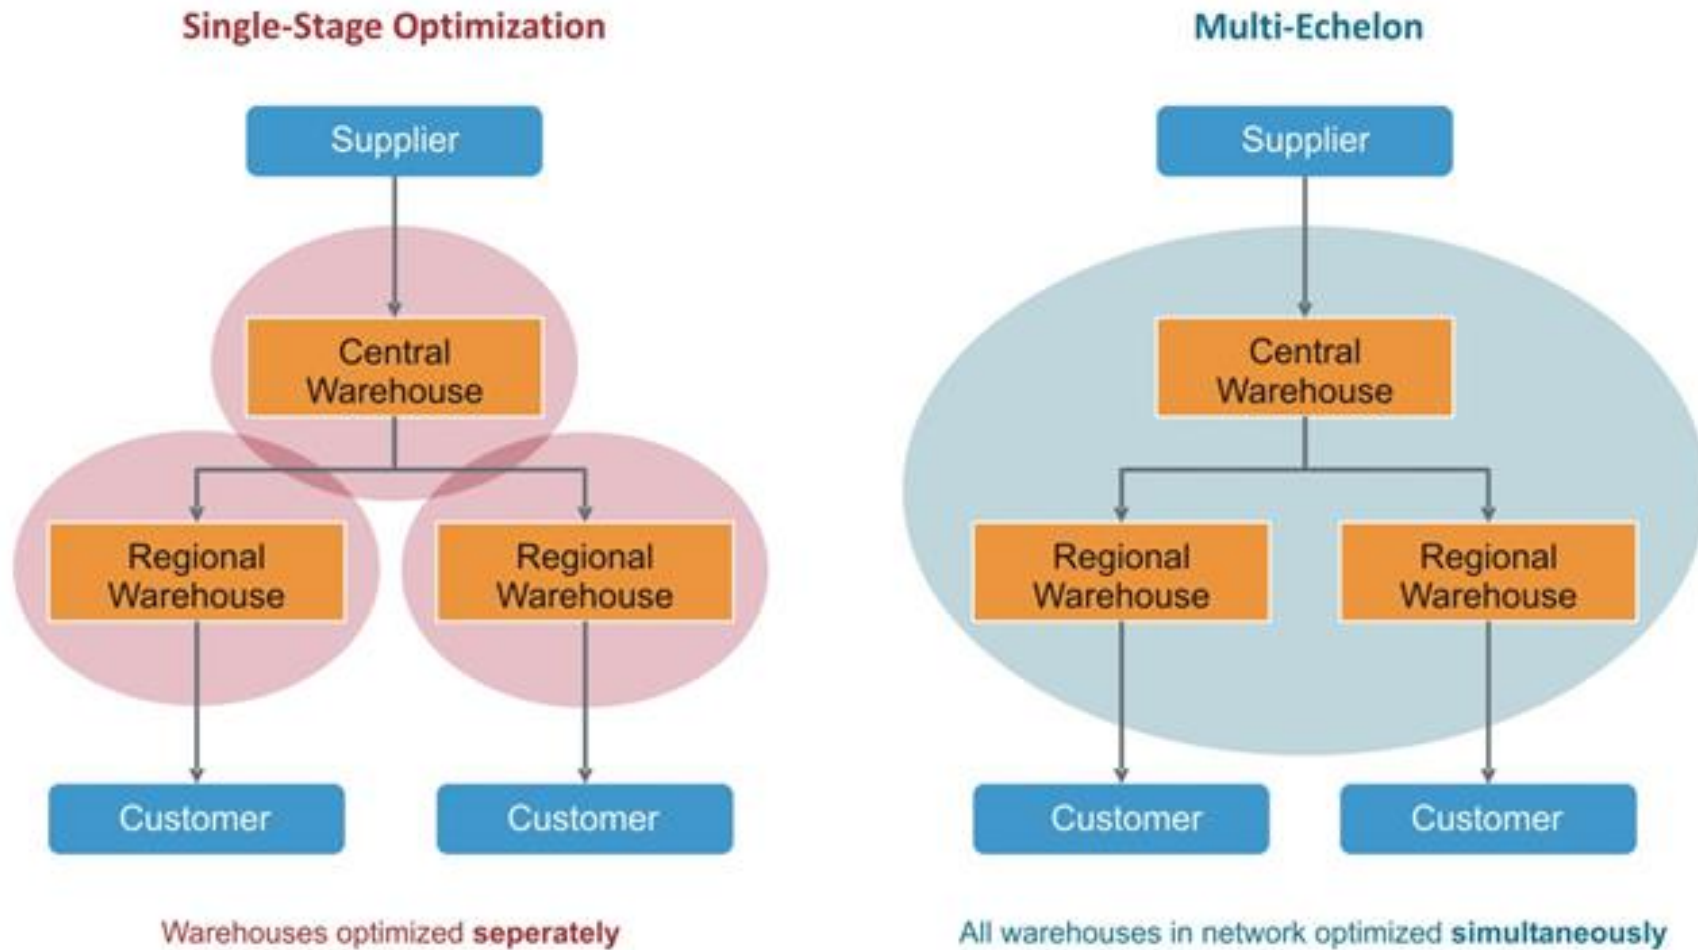 Single-Stage Optimization
Supplier
Central
Warehouse
Regional
Warehouse
Regional
Warehouse
Customer
Customer
Warehouses optimized seperately
Multi-Echelon
Supplier
Central
Warehouse
Regional
Warehouse
Regional
Warehouse
Customer
Customer
All warehouses in network optimized simultaneously